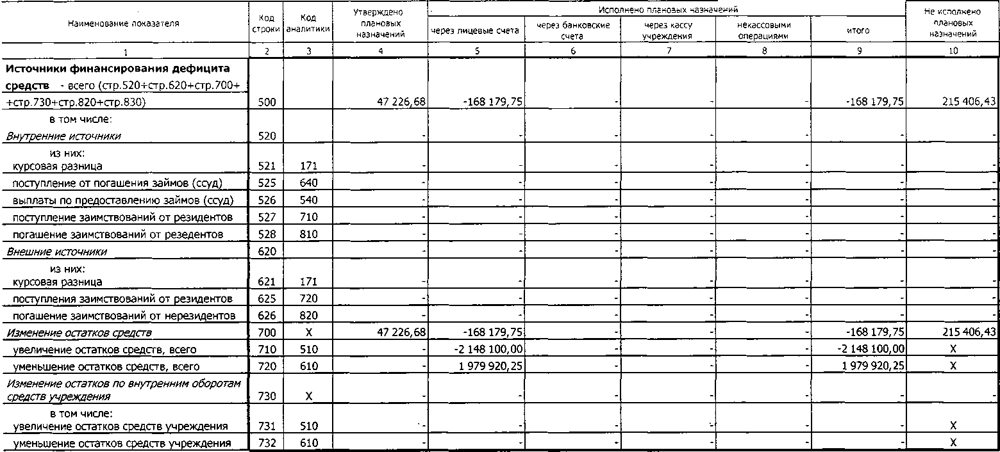 Наименование показателя | Код строки | Код аналитики | Утверждено плановых назначений | Исполнено плановых назначений | Не исполнено плановых назначений
через лицевые счета | через банковские счета | через кассу учреждения | некассовыми операциями | итого
1 | 2 | 3 | 4 | 5 | 6 | 7 | 8 | 9 | 10
Источники финансирования дефицита
средств - всего (стр.520+стр.620+стр.700+
+стр.730+стр.820+стр.830) | 500 | | 47 226,68 | -168 179,75 | - | - | - | -168 179,75 | 215 406,43
в том числе:
Внутренние источники | 520 | | - | - | - | - | - | - | -
из них:
курсовая разница | 521 | 171 | - | - | - | - | - | - | -
поступление от погашения займов (ссуд) | 525 | 640 | - | - | - | - | - | - | -
выплаты по предоставлению займов (ссуд) | 526 | 540 | - | - | - | - | - | - | -
поступление заимствований от резидентов | 527 | 710 | - | - | - | - | - | - | -
погашение заимствований от резедентов | 528 | 810 | - | - | - | - | - | - | -
Внешние источники | 620 | | - | - | - | - | - | - | -
из них:
курсовая разница | 621 | 171 | - | - | - | - | - | - | -
поступления заимствований от резидентов | 625 | 720 | - | - | - | - | - | - | -
погашение заимствований от нерезидентов | 626 | 820 | - | - | - | - | - | - | -
Изменение остатков средств | 700 | X | 47 226,68 | -168 179,75 | - | - | - | -168 179,75 | 215 406,43
увеличение остатков средств, всего | 710 | 510 | - | -2 148 100,00 | - | - | - | -2 148 100,00 | X
уменьшение остатков средств, всего | 720 | 610 | - | 1 979 920,25 | - | - | - | 1 979 920,25 | X
Изменение остатков по внутренним оборотам
средств учреждения | 730 | X | - | - | - | - | - | - | -
в том числе:
увеличение остатков средств учреждения | 731 | 510 | - | - | - | - | - | - | X
уменьшение остатков средств учреждения | 732 | 610 | - | - | - | - | - | - | X